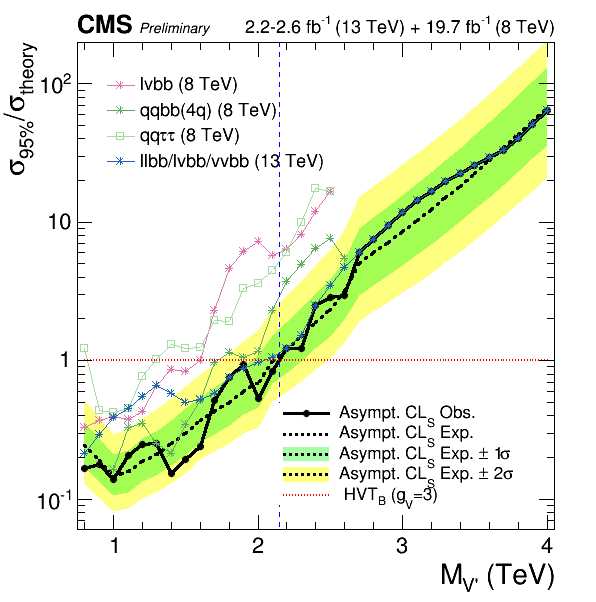 CMS Preliminary 2.2-2.6 fb⁻¹ (13 TeV) + 19.7 fb⁻¹ (8 TeV)
σ95%/σtheory
10²
10
1
10⁻¹
lνbb (8 TeV)
qqbb(4q) (8 TeV)
qqττ (8 TeV)
llbb/lνbb/ννbb (13 TeV)
Asympt. CLS Obs.
Asympt. CLS Exp.
Asympt. CLS Exp. ± 1σ
Asympt. CLS Exp. ± 2σ
HVTB (gV=3)
1 2 3 4
MV' (TeV)